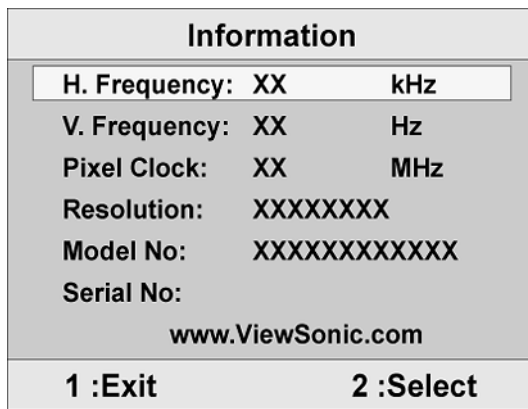 Information
H. Frequency: XX kHz
V. Frequency: XX Hz
Pixel Clock: XX MHz
Resolution: XXXXXXXX
Model No: XXXXXXXXXXXX
Serial No:
www.ViewSonic.com
1 :Exit 2 :Select